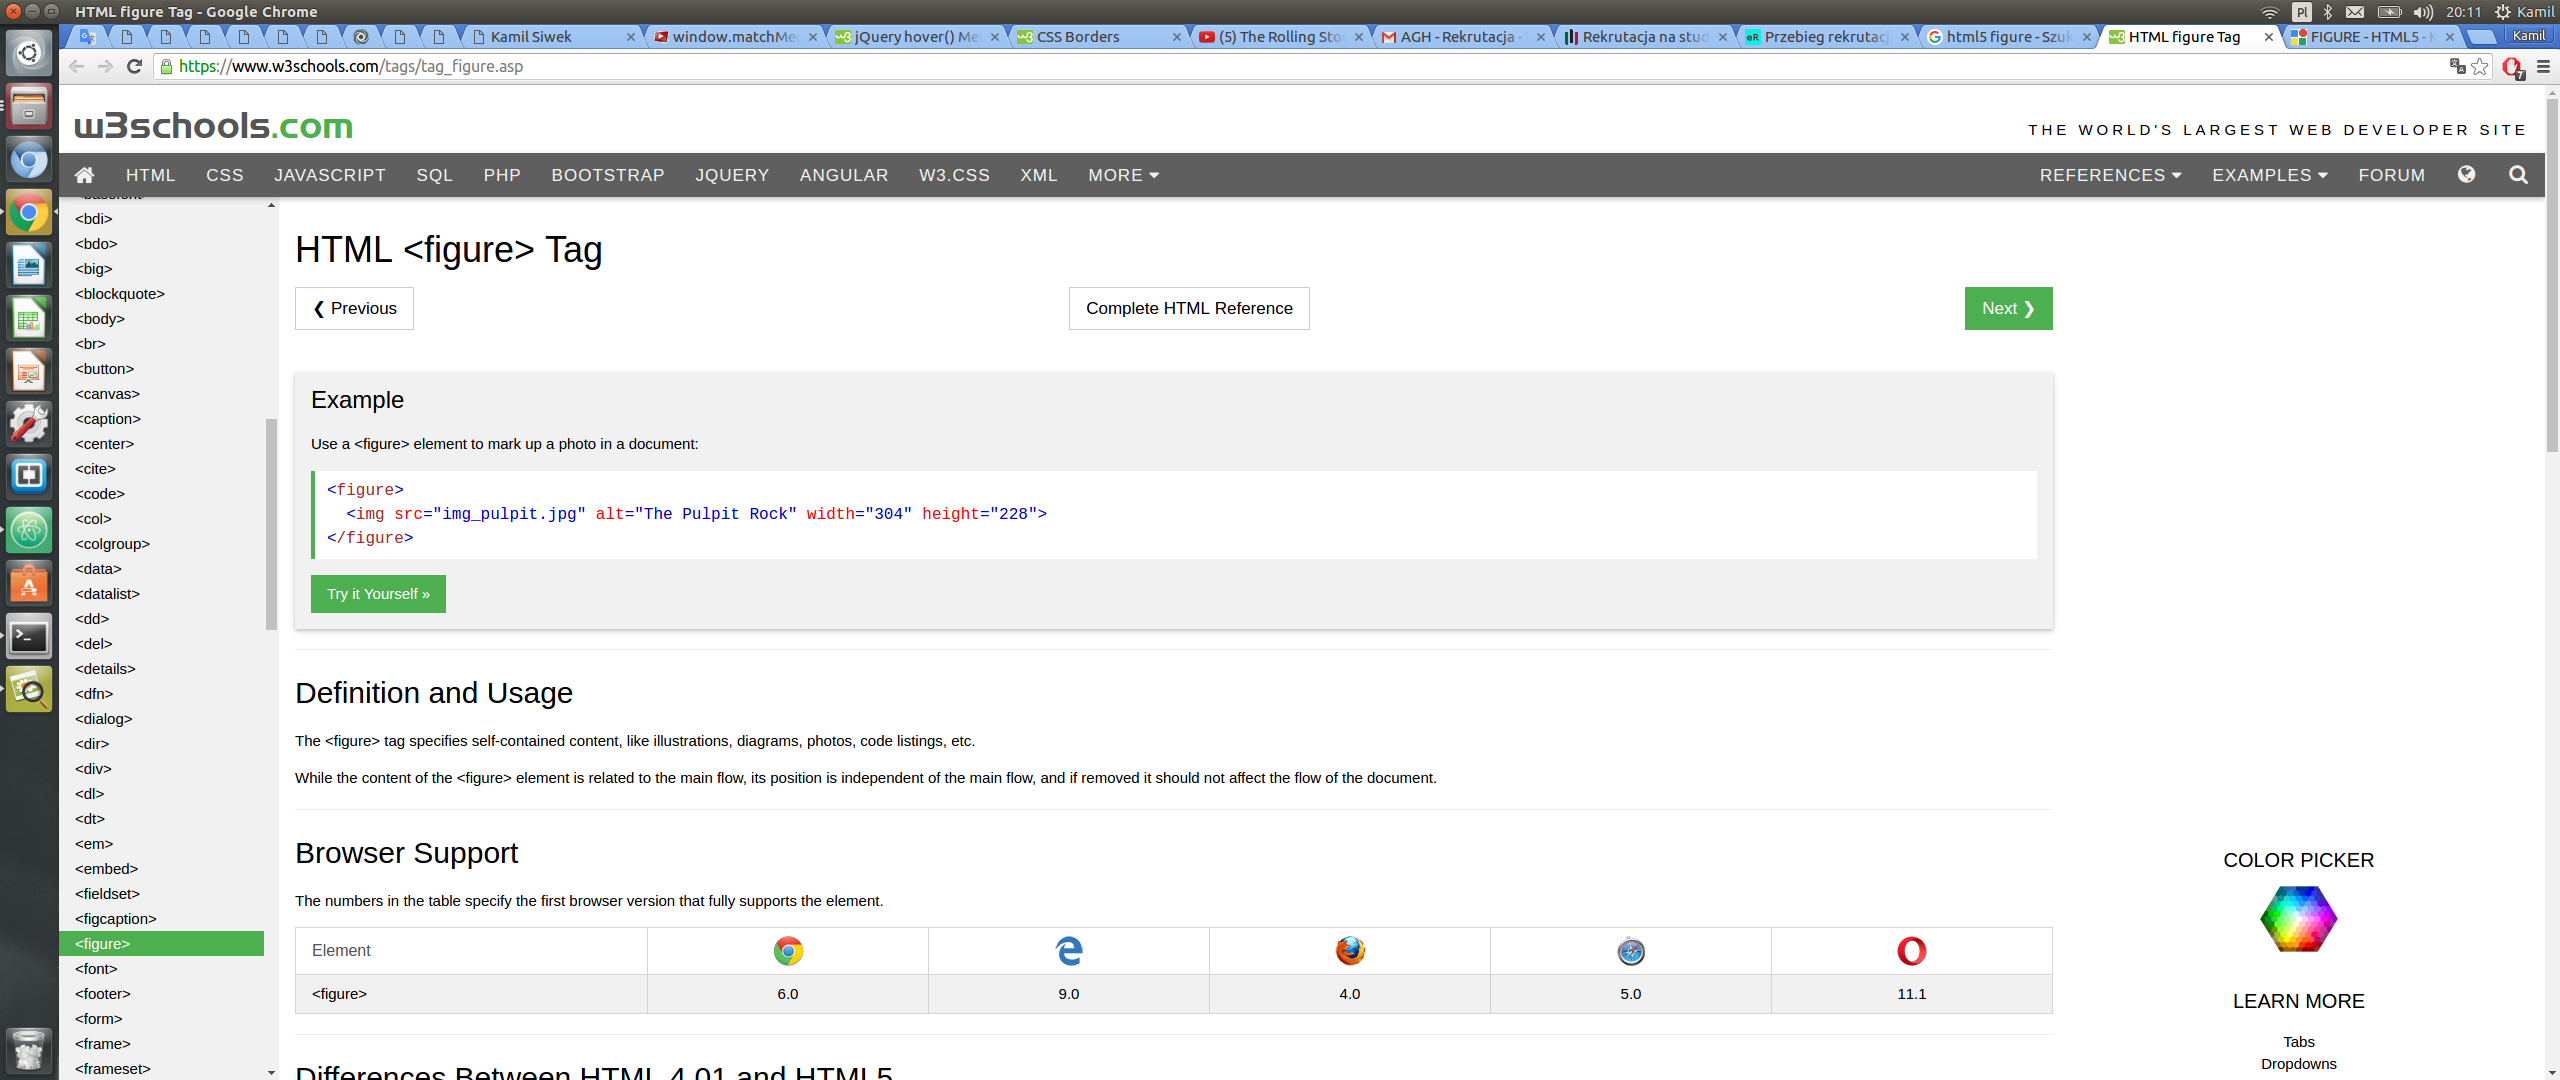 HTML figure Tag - Google Chrome
Pl
20:11
Kamil
Kamil Siwek
window.matchMe
jQuery hover() Me
CSS Borders
(5) The Rolling Sto
AGH - Rekrutacja -
Rekrutacja na stud
Przebieg rekrutacj
html5 figure - Szuk
HTML figure Tag
FIGURE - HTML5 -
Kamil
https://www.w3schools.com/tags/tag_figure.asp
7
w3schools.com
THE WORLD'S LARGEST WEB DEVELOPER SITE
HTML CSS JAVASCRIPT SQL PHP BOOTSTRAP JQUERY ANGULAR W3.CSS XML MORE
REFERENCES EXAMPLES FORUM
<basefont>
<bdi>
<bdo>
<big>
<blockquote>
<body>
<br>
<button>
<canvas>
<caption>
<center>
<cite>
<code>
<col>
<colgroup>
<data>
<datalist>
<dd>
<del>
<details>
<dfn>
<dialog>
<dir>
<div>
<dl>
<dt>
<em>
<embed>
<fieldset>
<figcaption>
<figure>
<font>
<footer>
<form>
<frame>
<frameset>
HTML <figure> Tag
❮ Previous
Complete HTML Reference
Next ❯
Example
Use a <figure> element to mark up a photo in a document:
<figure>
<img src="img_pulpit.jpg" alt="The Pulpit Rock" width="304" height="228">
</figure>
Try it Yourself »
Definition and Usage
The <figure> tag specifies self-contained content, like illustrations, diagrams, photos, code listings, etc.
While the content of the <figure> element is related to the main flow, its position is independent of the main flow, and if removed it should not affect the flow of the document.
Browser Support
The numbers in the table specify the first browser version that fully supports the element.
Element
<figure> 6.0 9.0 4.0 5.0 11.1
Differences Between HTML 4.01 and HTML5
COLOR PICKER
LEARN MORE
Tabs
Dropdowns